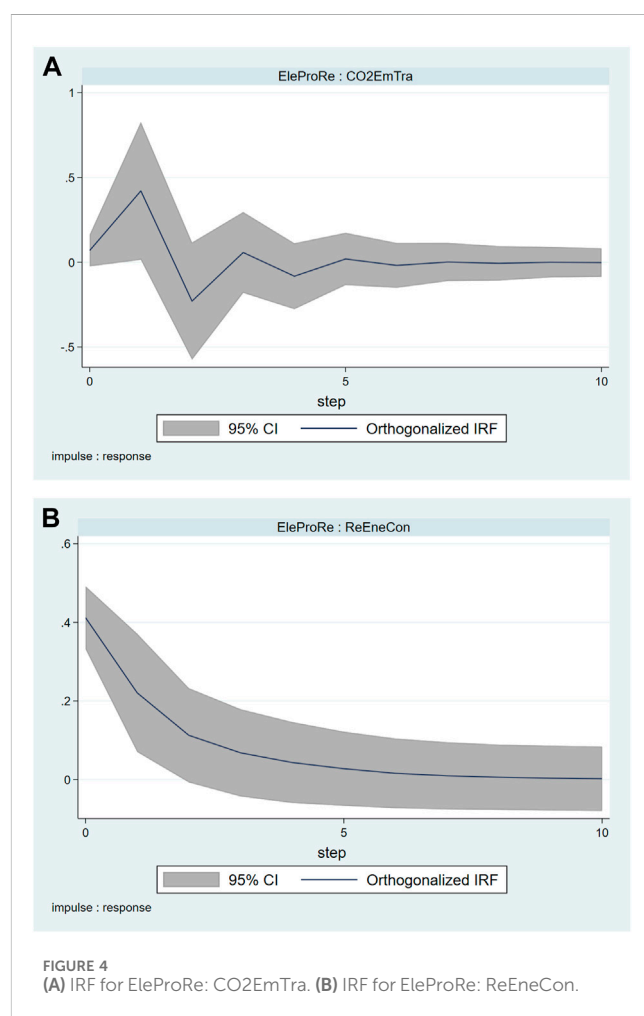 A
EleProRe : CO2EmTra
1
.5
0
-.5
0 5 10
step
95% CI Orthogonalized IRF
impulse : response
B
EleProRe : ReEneCon
.6
.4
.2
0
0 5 10
step
95% CI Orthogonalized IRF
impulse : response
FIGURE 4
(A) IRF for EleProRe: CO2EmTra. (B) IRF for EleProRe: ReEneCon.